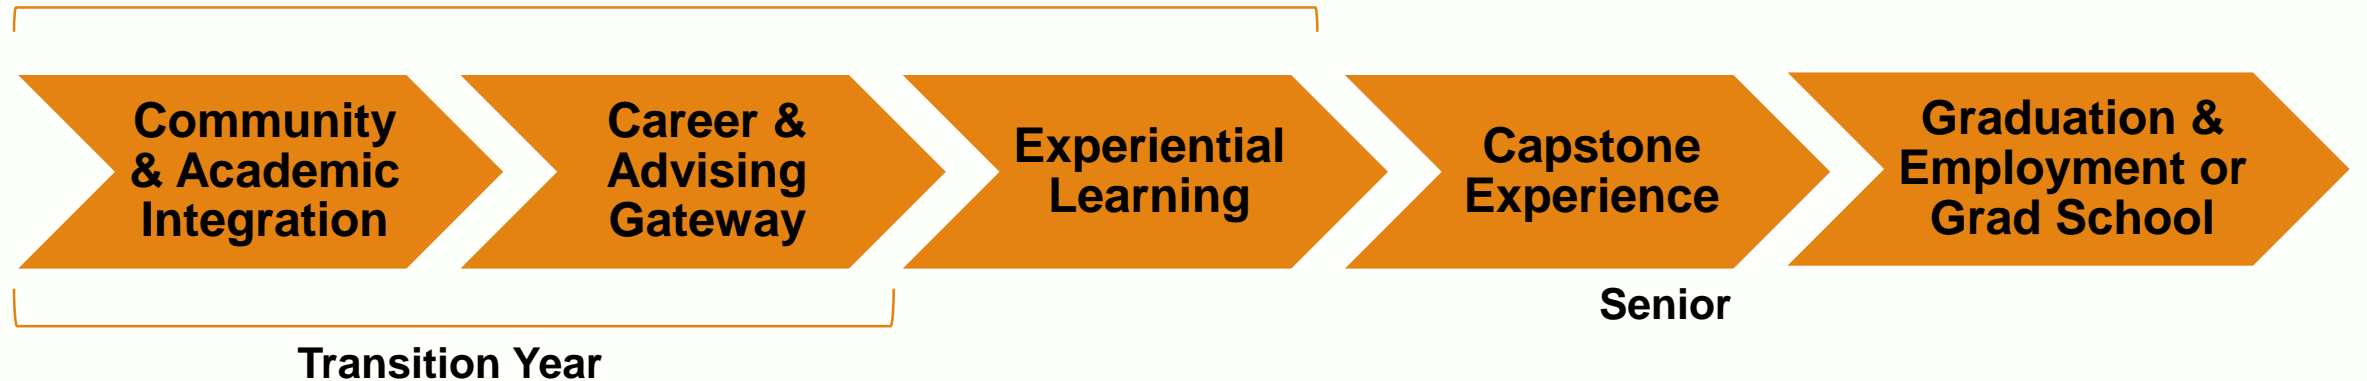 Community
& Academic
Integration
Career &
Advising
Gateway
Experiential
Learning
Capstone
Experience
Graduation &
Employment or
Grad School
Senior
Transition Year